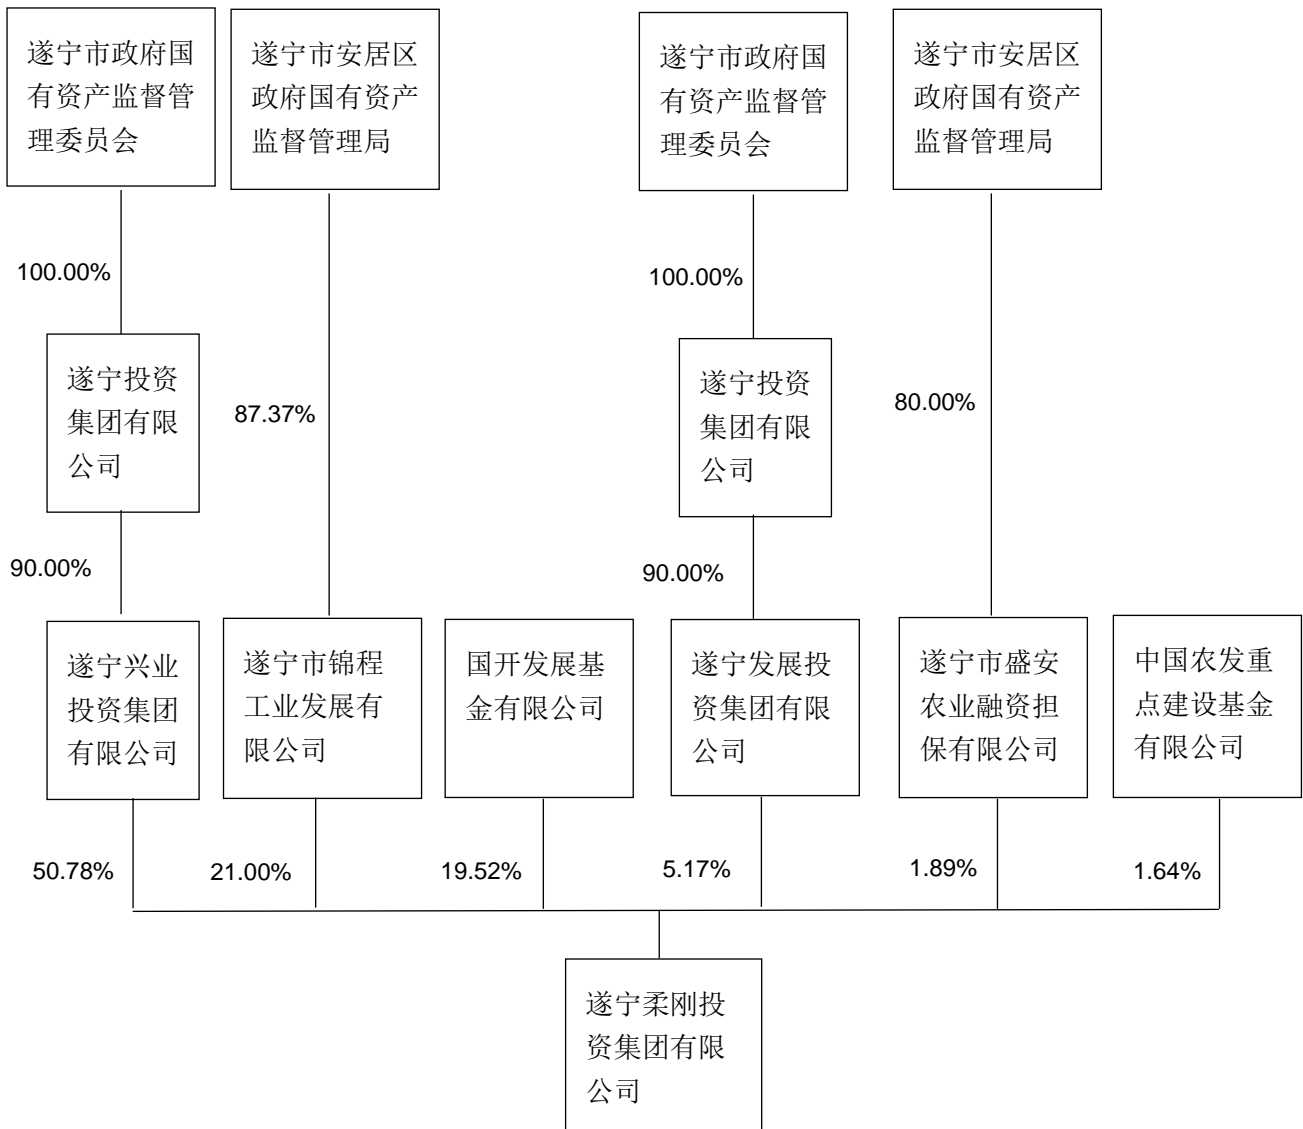 遂宁市政府国
有资产监督管
理委员会
遂宁市安居区
政府国有资产
监督管理局
遂宁市政府国
有资产监督管
理委员会
遂宁市安居区
政府国有资产
监督管理局
100.00%
100.00%
遂宁投资
集团有限
公司
87.37%
遂宁投资
集团有限
公司
80.00%
90.00%
90.00%
遂宁兴业
投资集团
有限公司
遂宁市锦程
工业发展有
限公司
国开发展基
金有限公司
遂宁发展投
资集团有限
公司
遂宁市盛安
农业融资担
保有限公司
中国农发重
点建设基金
有限公司
50.78%
21.00%
19.52%
5.17%
1.89%
1.64%
遂宁柔刚投
资集团有限
公司